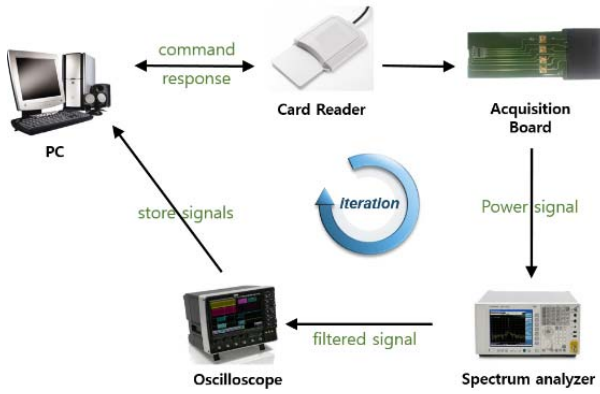 command
response
Card Reader
Acquisition
Board
PC
store signals
iteration
Power signal
filtered signal
Oscilloscope
Spectrum analyzer